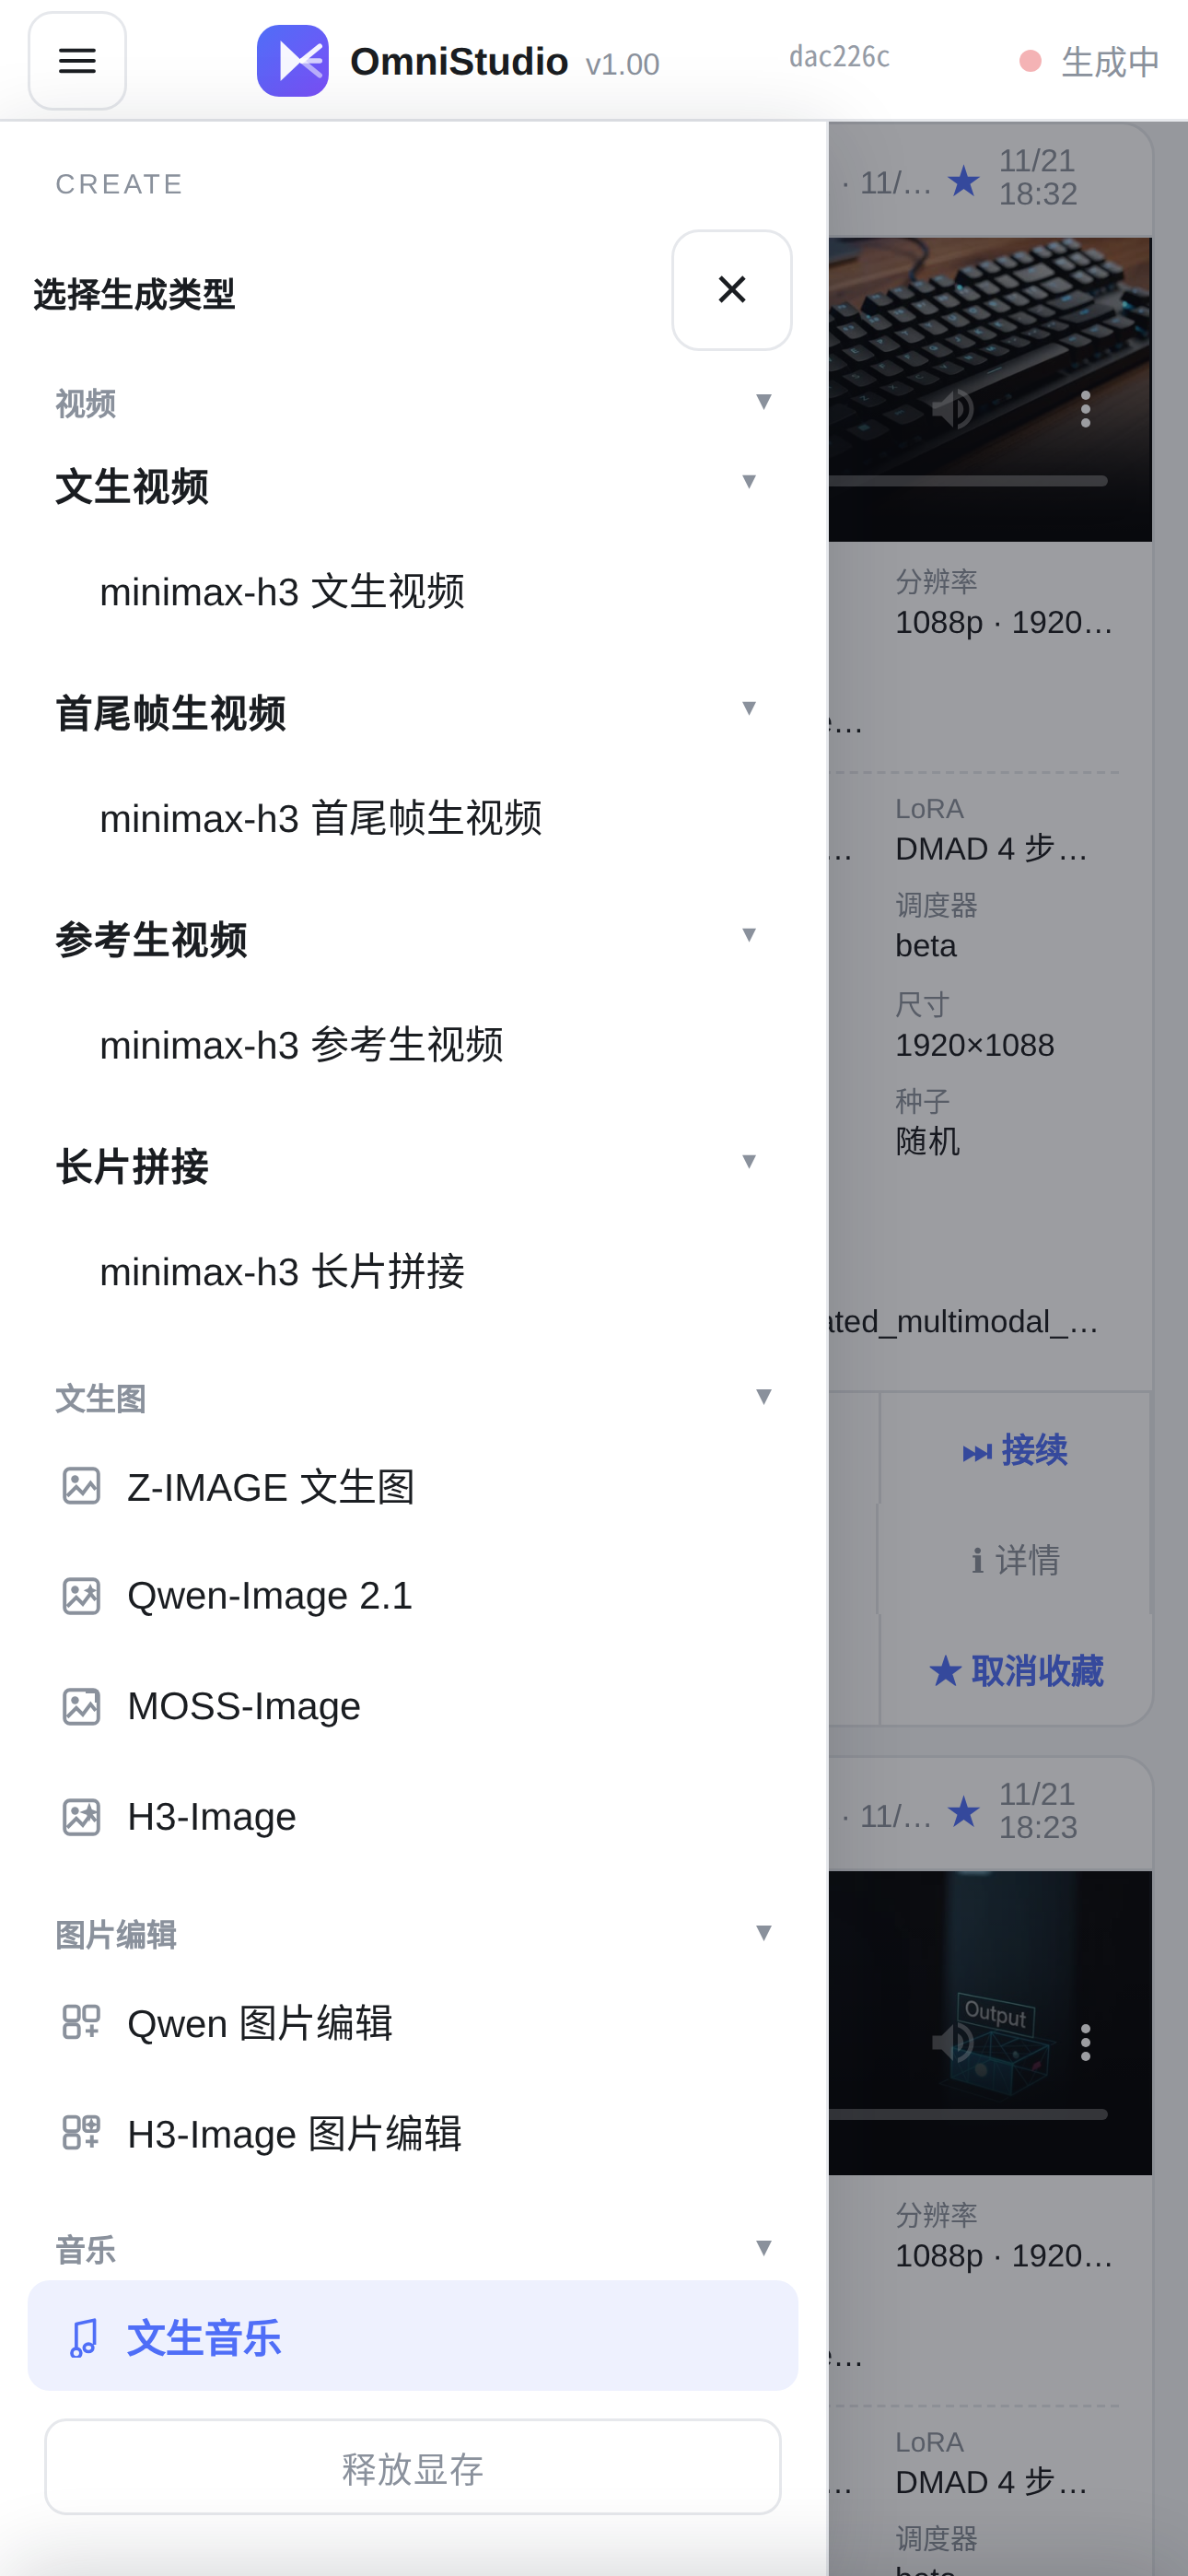 OmniStudio v1.00
dac226c
生成中
CREATE
选择生成类型
视频
文生视频
minimax-h3 文生视频
首尾帧生视频
minimax-h3 首尾帧生视频
参考生视频
minimax-h3 参考生视频
长片拼接
minimax-h3 长片拼接
文生图
Z-IMAGE 文生图
Qwen-Image 2.1
MOSS-Image
H3-Image
图片编辑
Qwen 图片编辑
H3-Image 图片编辑
音乐
文生音乐
释放显存
· 11/… ★ 11/21
18:32
分辨率
1088p · 1920…
e…
LoRA
… DMAD 4 步…
调度器
beta
尺寸
1920×1088
种子
随机
ated_multimodal_…
接续
详情
★ 取消收藏
· 11/… ★ 11/21
18:23
Output
分辨率
1088p · 1920…
e…
LoRA
… DMAD 4 步…
调度器
beta